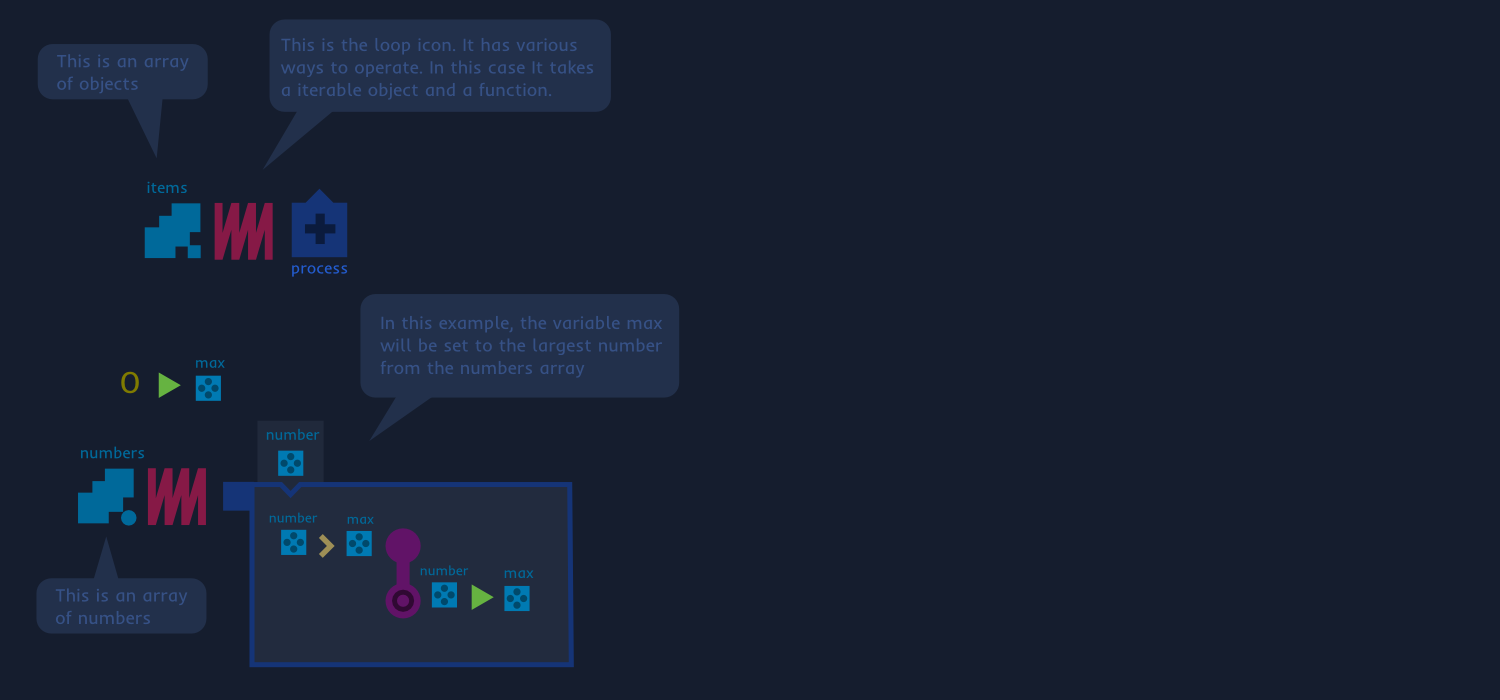 This is an array
of objects
This is the loop icon. It has various
ways to operate. In this case It takes
a iterable object and a function.
items
process
In this example, the variable max
will be set to the largest number
from the numbers array
0
max
number
numbers
number
max
number
max
This is an array
of numbers